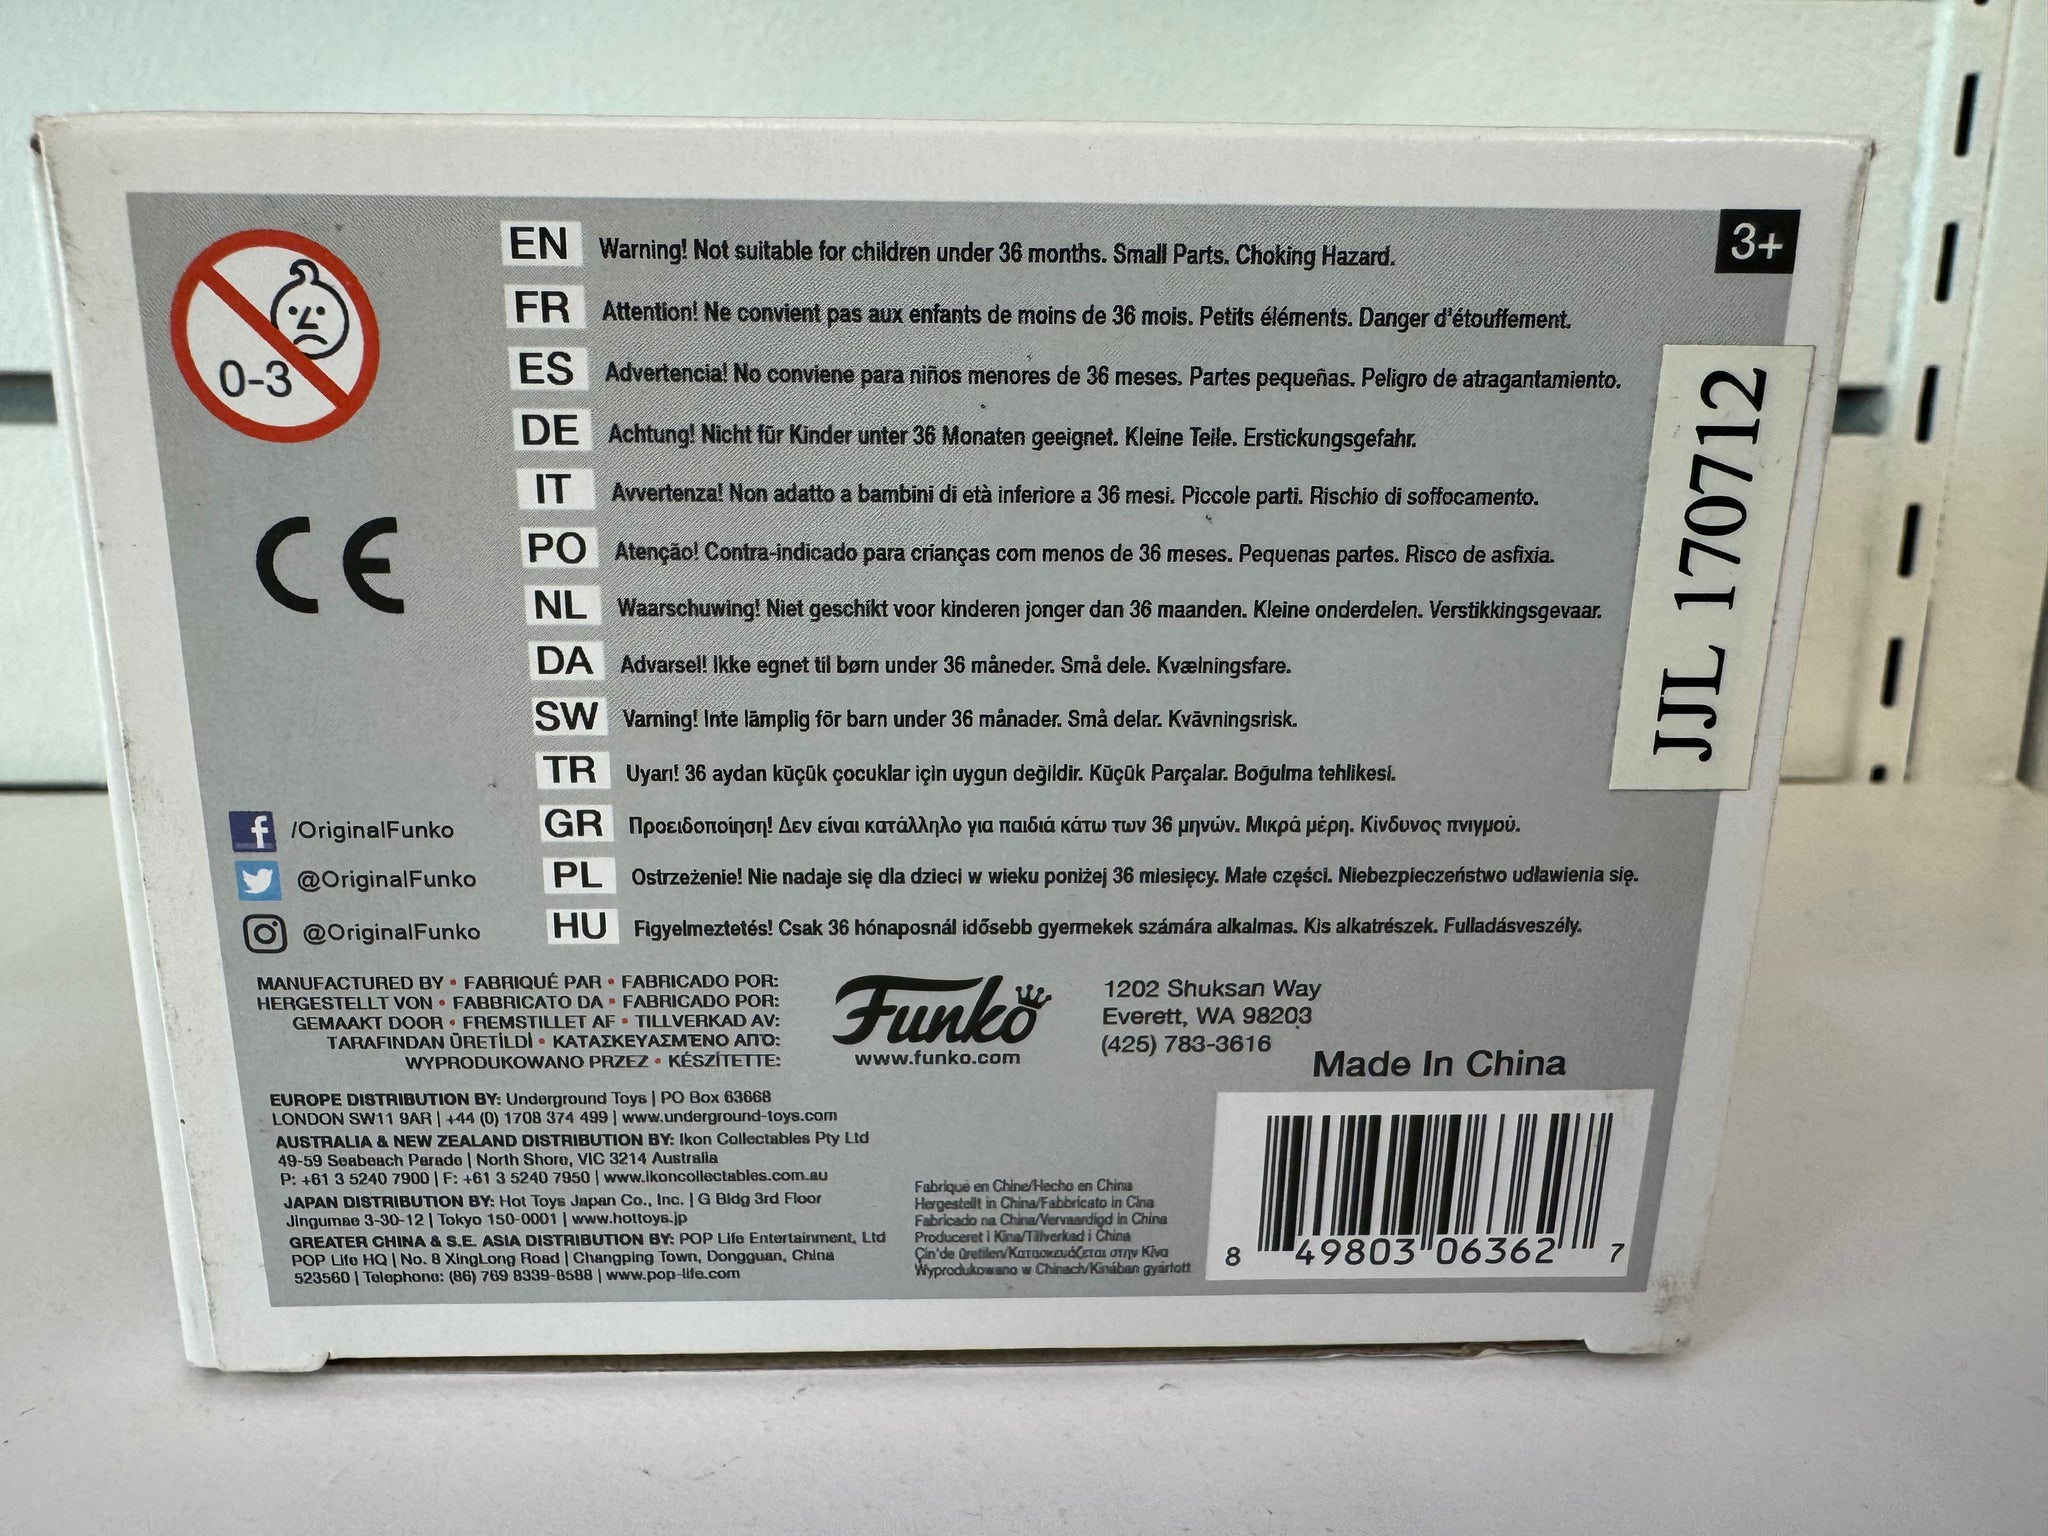 0-3
EN Warning! Not suitable for children under 36 months. Small Parts. Choking Hazard.
3+
FR Attention! Ne convient pas aux enfants de moins de 36 mois. Petits éléments. Danger d'étouffement.
ES Advertencia! No conviene para niños menores de 36 meses. Partes pequeñas. Peligro de atragantamiento.
DE Achtung! Nicht für Kinder unter 36 Monaten geeignet. Kleine Teile. Erstickungsgefahr.
IT Avvertenza! Non adatto a bambini di età inferiore a 36 mesi. Piccole parti. Rischio di soffocamento.
PO Atenção! Contra-indicado para crianças com menos de 36 meses. Pequenas partes. Risco de asfixia.
NL Waarschuwing! Niet geschikt voor kinderen jonger dan 36 maanden. Kleine onderdelen. Verstikkingsgevaar.
DA Advarsel! Ikke egnet til børn under 36 måneder. Små dele. Kvælningsfare.
SW Varning! Inte lämplig för barn under 36 månader. Små delar. Kvävningsrisk.
TR Uyarı! 36 aydan küçük çocuklar için uygun değildir. Küçük Parçalar. Boğulma tehlikesi.
GR Προειδοποίηση! Δεν είναι κατάλληλο για παιδιά κάτω των 36 μηνών. Μικρά μέρη. Κίνδυνος πνιγμού.
PL Ostrzeżenie! Nie nadaje się dla dzieci w wieku poniżej 36 miesięcy. Małe części. Niebezpieczeństwo udławienia się.
HU Figyelmeztetés! Csak 36 hónaposnál idősebb gyermekek számára alkalmas. Kis alkatrészek. Fulladásveszély.
JJL 170712
CE
/OriginalFunko
@OriginalFunko
@OriginalFunko
MANUFACTURED BY • FABRIQUÉ PAR • FABRICADO POR:
HERGESTELLT VON • FABBRICATO DA • FABRICADO POR:
GEMAAKT DOOR • FREMSTILLET AF • TILLVERKAD AV:
TARAFINDAN ÜRETİLDİ • ΚΑΤΑΣΚΕΥΑΣΜΈΝΟ ΑΠΌ:
WYPRODUKOWANO PRZEZ • KÉSZÍTETTE:
Funko
www.funko.com
1202 Shuksan Way
Everett, WA 98203
(425) 783-3616
Made In China
EUROPE DISTRIBUTION BY: Underground Toys | PO Box 63668
LONDON SW11 9AR | +44 (0) 1708 374 499 | www.underground-toys.com
AUSTRALIA & NEW ZEALAND DISTRIBUTION BY: Ikon Collectables Pty Ltd
49-59 Seabeach Parade | North Shore, VIC 3214 Australia
P: +61 3 5240 7900 | F: +61 3 5240 7950 | www.ikoncollectables.com.au
JAPAN DISTRIBUTION BY: Hot Toys Japan Co., Inc. | G Bldg 3rd Floor
Jingumae 3-30-12 | Tokyo 150-0001 | www.hottoys.jp
GREATER CHINA & S.E. ASIA DISTRIBUTION BY: POP Life Entertainment, Ltd
POP Life HQ | No. 8 XingLong Road | Changping Town, Dongguan, China
523560 | Telephone: (86) 769 8339-8588 | www.pop-life.com
Fabriqué en Chine/Hecho en China
Hergestellt in China/Fabbricato in Cina
Fabricado na China/Vervaardigd in China
Produceret i Kina/Tillverkad i China
Çin'de üretilen/Κατασκευάζεται στην Κίνα
Wyprodukowano w Chinach/Kínában gyártott
8 49803 06362 7